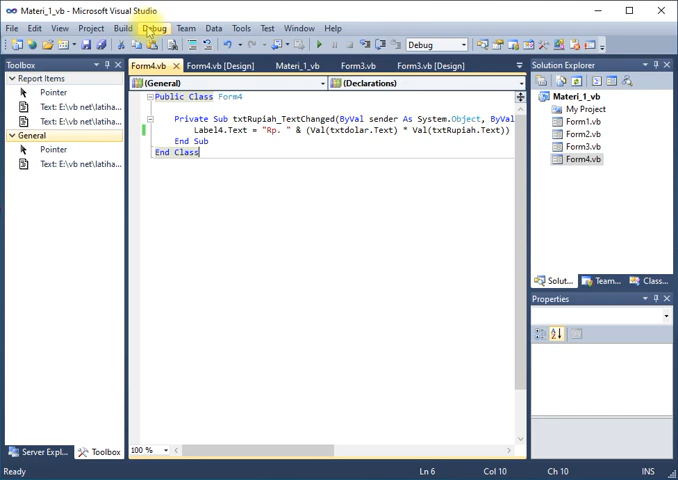 Materi_1_vb - Microsoft Visual Studio
File Edit View Project Build Debug Team Data Tools Test Window Help
Debug
Toolbox
Report Items
Pointer
Text: E:\vb net\latiha...
Text: E:\vb net\latiha...
General
Pointer
Text: E:\vb net\latiha...
Server Expl... Toolbox
Form4.vb Form4.vb [Design] Materi_1_vb Form3.vb Form3.vb [Design]
(General) (Declarations)
Public Class Form4
Private Sub txtRupiah_TextChanged(ByVal sender As System.Object, ByVal
Label4.Text = "Rp. " & (Val(txtdolar.Text) * Val(txtRupiah.Text))
End Sub
End Class
100 %
Solution Explorer
Materi_1_vb
My Project
Form1.vb
Form2.vb
Form3.vb
Form4.vb
Solut... Team... Class...
Properties
Ready Ln 6 Col 10 Ch 10 INS